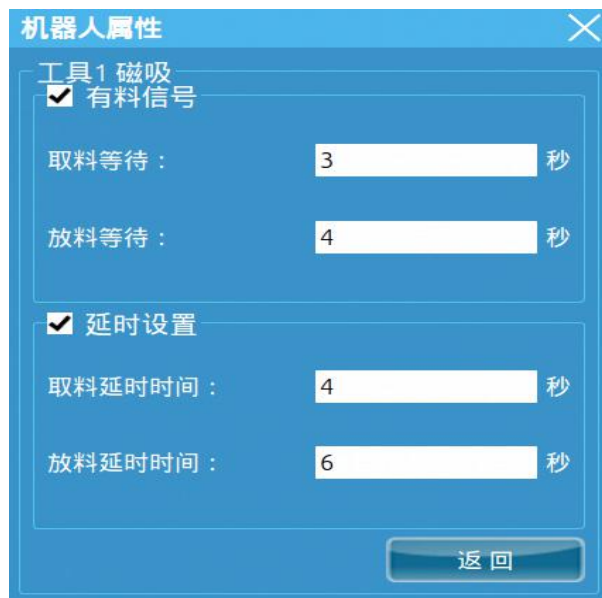 机器人属性
工具1 磁吸
有料信号
取料等待： 3 秒
放料等待： 4 秒
延时设置
取料延时时间： 4 秒
放料延时时间： 6 秒
返回